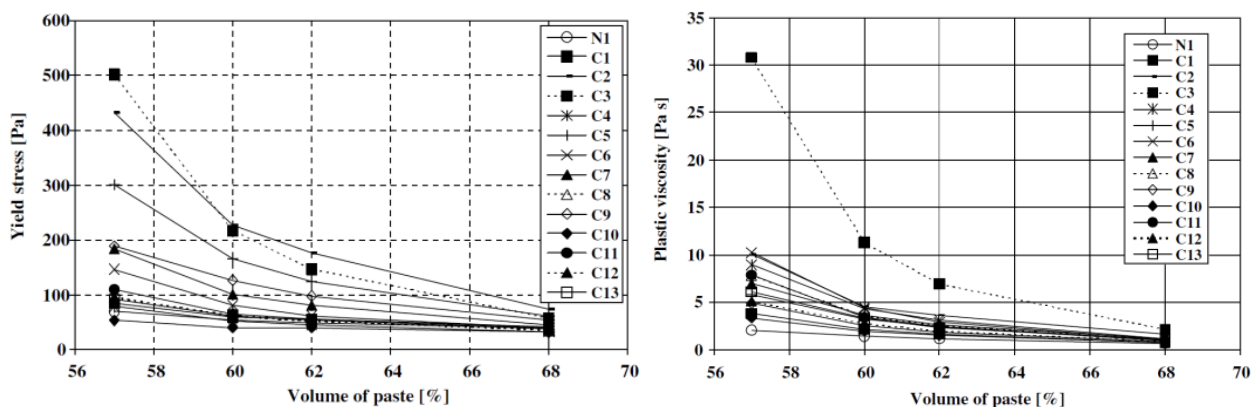 600
500
400
300
200
100
0
Yield stress [Pa]
56 58 60 62 64 66 68 70
Volume of paste [%]
N1
C1
C2
C3
C4
C5
C6
C7
C8
C9
C10
C11
C12
C13
35
30
25
20
15
10
5
0
Plastic viscosity [Pa s]
56 58 60 62 64 66 68 70
Volume of paste [%]
N1
C1
C2
C3
C4
C5
C6
C7
C8
C9
C10
C11
C12
C13